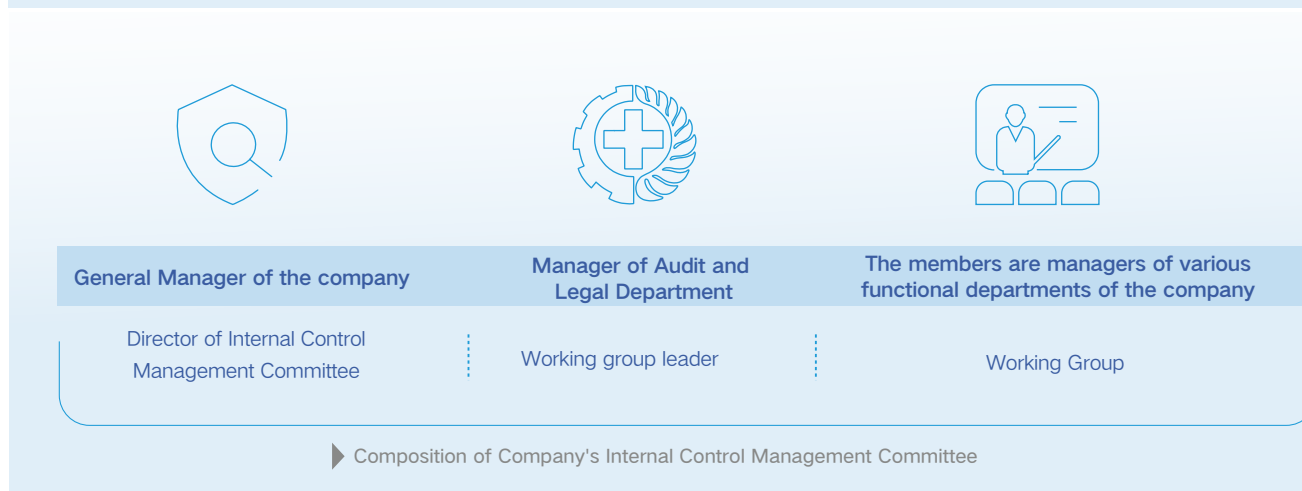 General Manager of the company
Manager of Audit and
Legal Department
The members are managers of various
functional departments of the company
Director of Internal Control
Management Committee
Working group leader
Working Group
Composition of Company's Internal Control Management Committee